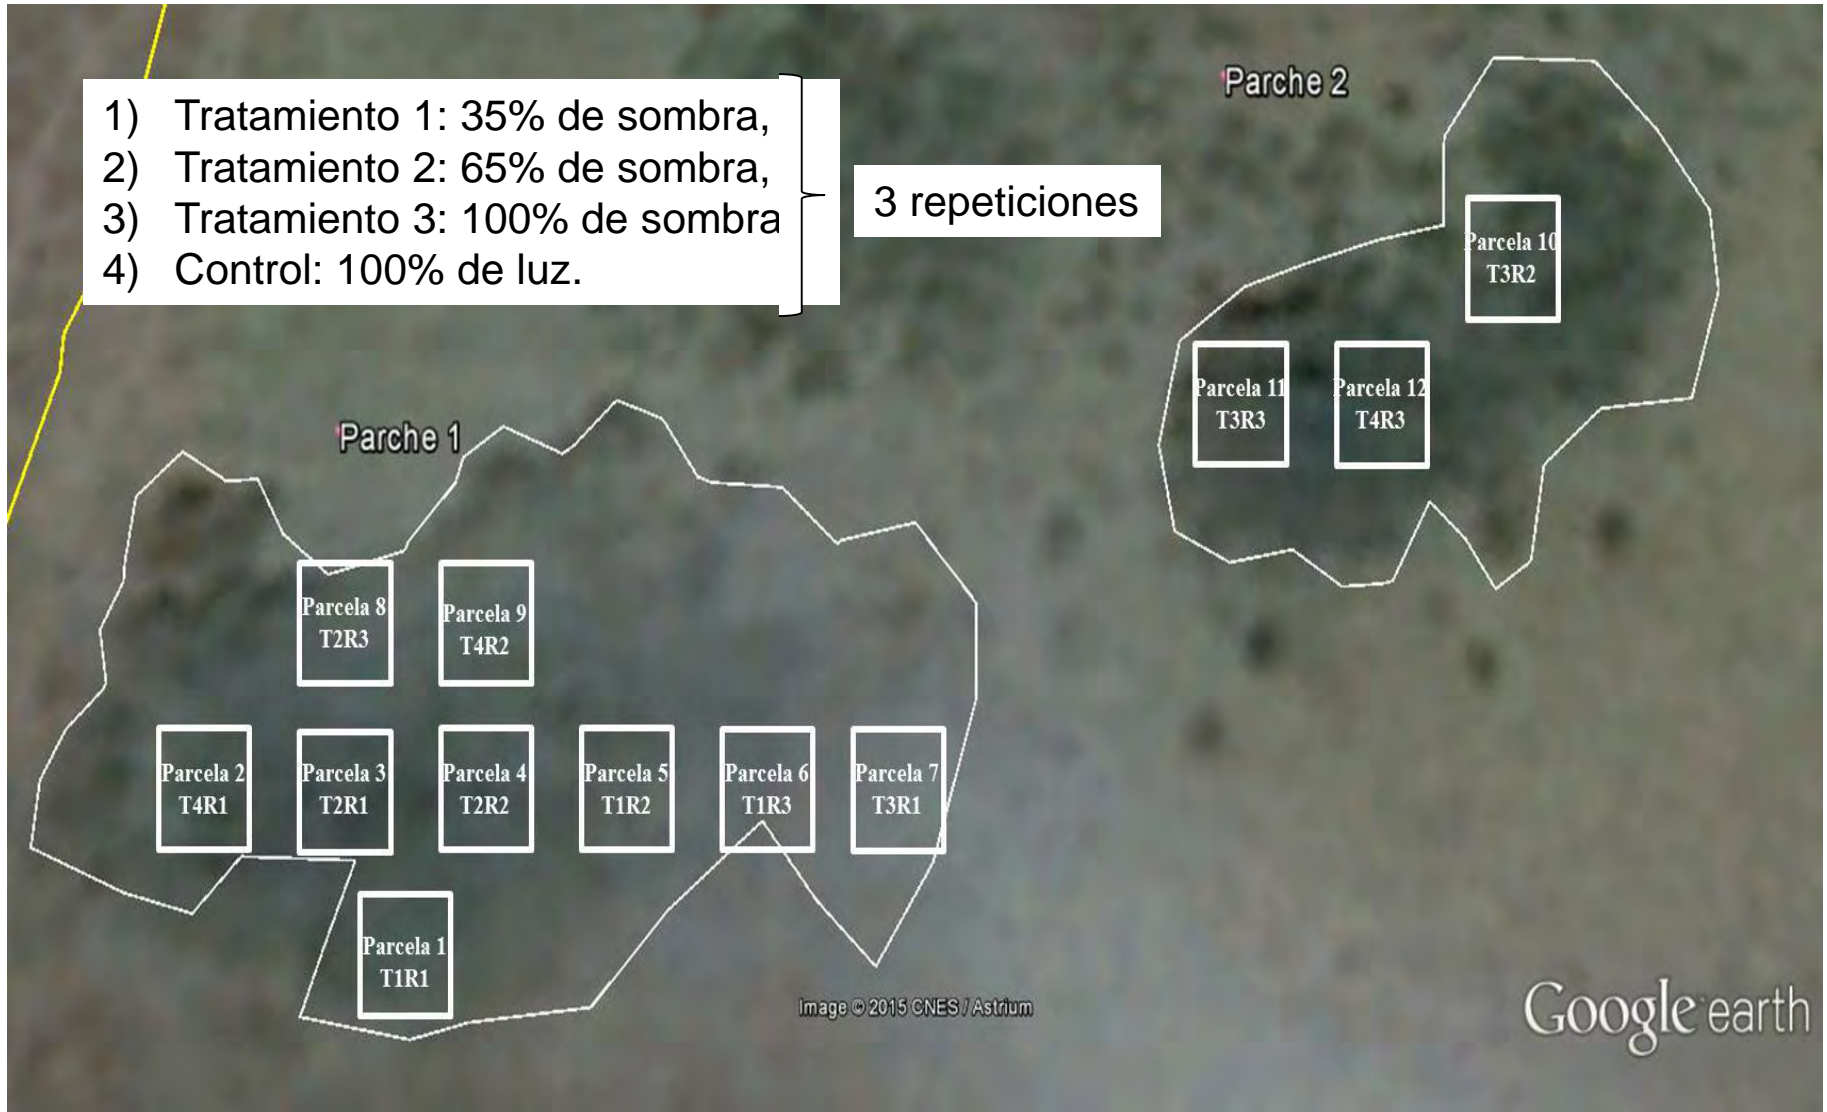 1) Tratamiento 1: 35% de sombra,
2) Tratamiento 2: 65% de sombra,
3) Tratamiento 3: 100% de sombra
4) Control: 100% de luz.
3 repeticiones
Parche 2
Parcela 10
T3R2
Parcela 11
T3R3
Parcela 12
T4R3
Parche 1
Parcela 8
T2R3
Parcela 9
T4R2
Parcela 2
T4R1
Parcela 3
T2R1
Parcela 4
T2R2
Parcela 5
T1R2
Parcela 6
T1R3
Parcela 7
T3R1
Parcela 1
T1R1
Image © 2015 CNES / Astrium
Google earth